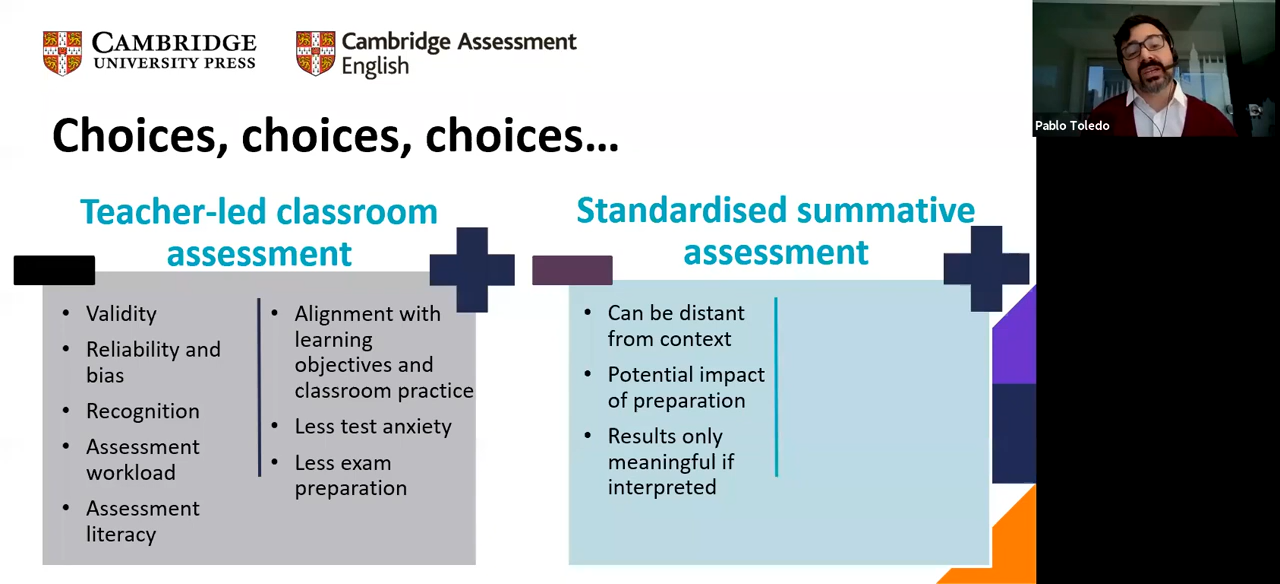 CAMBRIDGE
UNIVERSITY PRESS
Cambridge Assessment
English
Pablo Toledo
Choices, choices, choices…
Teacher-led classroom
assessment
• Validity
• Reliability and
bias
• Recognition
• Assessment
workload
• Assessment
literacy
• Alignment with
learning
objectives and
classroom practice
• Less test anxiety
• Less exam
preparation
Standardised summative
assessment
• Can be distant
from context
• Potential impact
of preparation
• Results only
meaningful if
interpreted